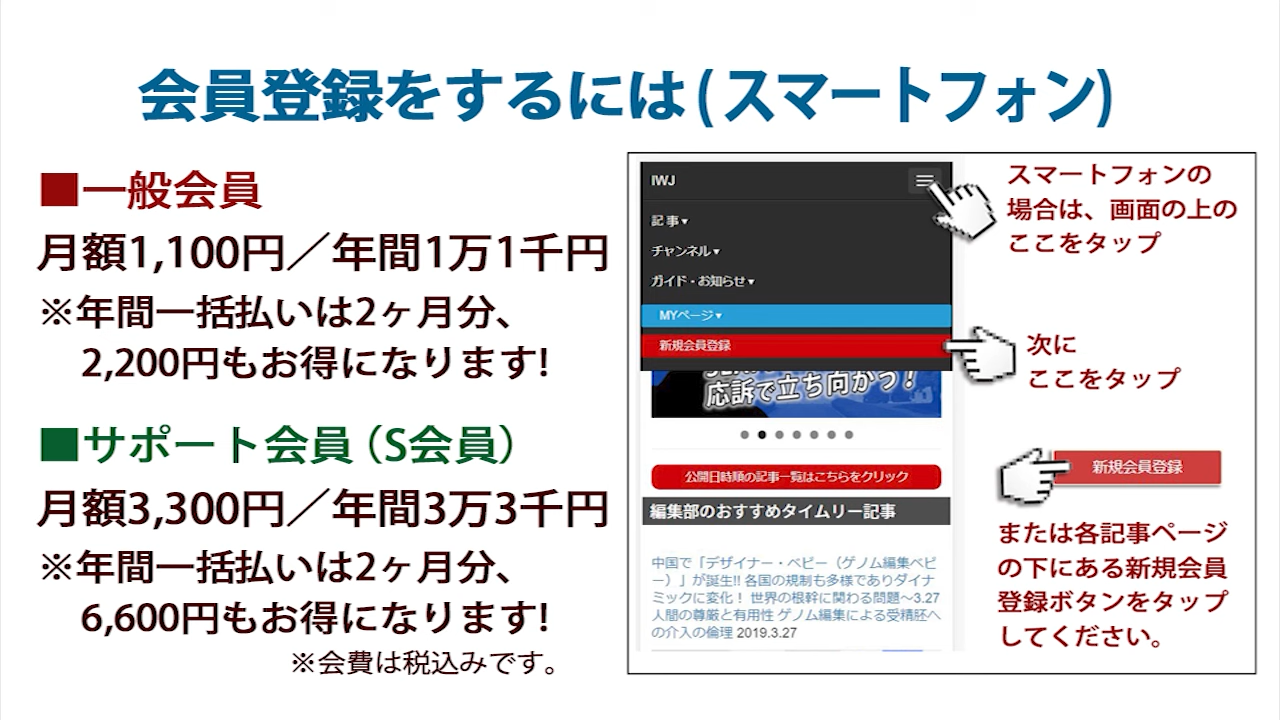 会員登録をするには(スマートフォン)
■一般会員
月額1,100円／年間1万1千円
※年間一括払いは2ヶ月分、
2,200円もお得になります!
■サポート会員（S会員）
月額3,300円／年間3万3千円
※年間一括払いは2ヶ月分、
6,600円もお得になります!
※会費は税込みです。
IWJ
記事▾
チャンネル▾
ガイド・お知らせ▾
MYページ▾
新規会員登録
応訴で立ち向かう！
公開日時順の記事一覧はこちらをクリック
編集部のおすすめタイムリー記事
中国で「デザイナー・ベビー（ゲノム編集ベビ
ー）」が誕生!! 各国の規制も多様でありダイナ
ミックに変化！ 世界の根幹に関わる問題〜3.27
人間の尊厳と有用性 ゲノム編集による受精胚へ
の介入の倫理 2019.3.27
スマートフォンの
場合は、画面の上の
ここをタップ
次に
ここをタップ
新規会員登録
または各記事ページ
の下にある新規会員
登録ボタンをタップ
してください。